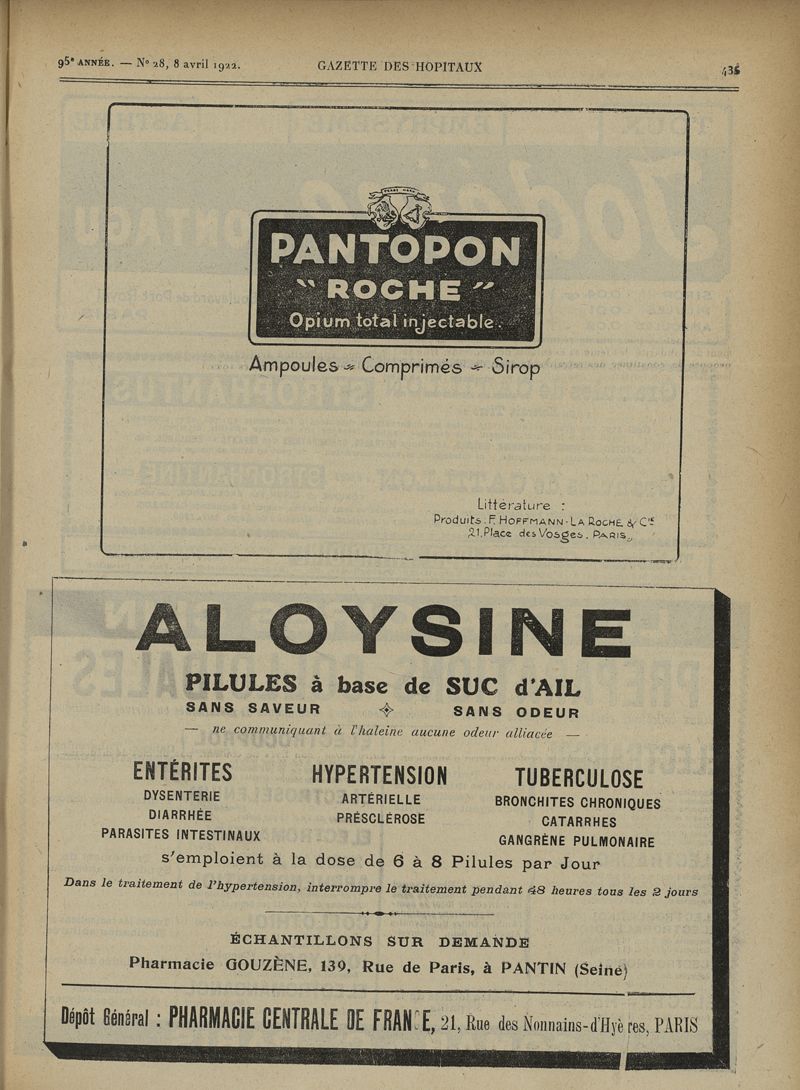 95e ANNÉE. — No 28, 8 avril 1922. GAZETTE DES HOPITAUX 435
PANTOPON
"ROCHE"
Opium total injectable.
Ampoules - Comprimés - Sirop
Littérature :
Produits. F. HOFFMANN-LA ROCHE & Cie
21, Place des Vosges. PARIS.
ALOYSINE
PILULES à base de SUC d'AIL
SANS SAVEUR SANS ODEUR
— ne communiquant à l'haleine aucune odeur alliacée —
ENTÉRITES
DYSENTERIE
DIARRHÉE
PARASITES INTESTINAUX
HYPERTENSION
ARTÉRIELLE
PRÉSCLÉROSE
TUBERCULOSE
BRONCHITES CHRONIQUES
CATARRHES
GANGRÈNE PULMONAIRE
s'emploient à la dose de 6 à 8 Pilules par Jour
Dans le traitement de l'hypertension, interrompre le traitement pendant 48 heures tous les 2 jours
ÉCHANTILLONS SUR DEMANDE
Pharmacie GOUZÈNE, 139, Rue de Paris, à PANTIN (Seine)
Dépôt Général : PHARMACIE CENTRALE DE FRANCE, 21, Rue des Nonnains-d'Hyères, PARIS